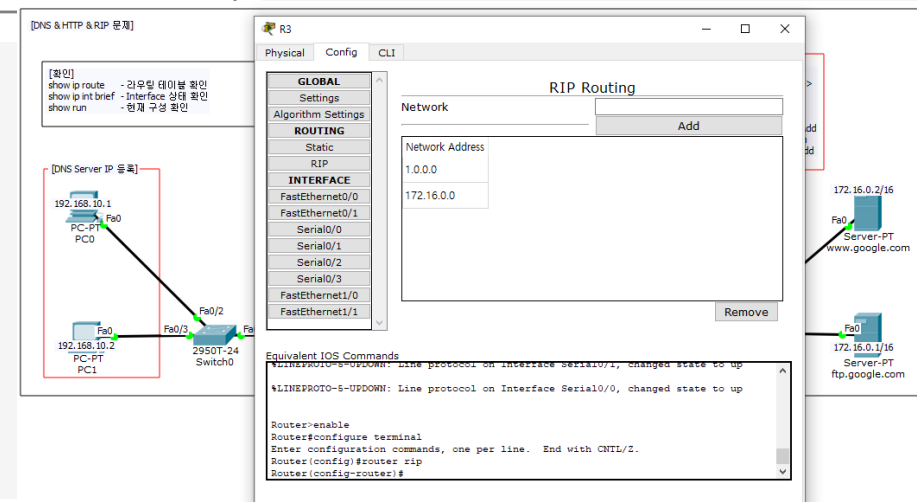 [DNS & HTTP & RIP 문제]
[확인]
show ip route - 라우팅 테이블 확인
show ip int brief - Interface 상태 확인
show run - 현재 구성 확인
[DNS Server IP 등록]
192.168.10.1
Fa0
PC-PT
PC0
Fa0/2
Fa0
Fa0/3
Fa
192.168.10.2
PC-PT
PC1
2950T-24
Switch0
R3
Physical Config CLI
GLOBAL
Settings
Algorithm Settings
ROUTING
Static
RIP
INTERFACE
FastEthernet0/0
FastEthernet0/1
Serial0/0
Serial0/1
Serial0/2
Serial0/3
FastEthernet1/0
FastEthernet1/1
RIP Routing
Network
Add
Network Address
1.0.0.0
172.16.0.0
Remove
Equivalent IOS Commands
%LINEPROTO-5-UPDOWN: Line protocol on Interface Serial0/1, changed state to up
%LINEPROTO-5-UPDOWN: Line protocol on Interface Serial0/0, changed state to up
Router>enable
Router#configure terminal
Enter configuration commands, one per line. End with CNTL/Z.
Router(config)#router rip
Router(config-router)#
>
dd
dd
172.16.0.2/16
Fa0
Server-PT
www.google.com
Fa0
172.16.0.1/16
Server-PT
ftp.google.com